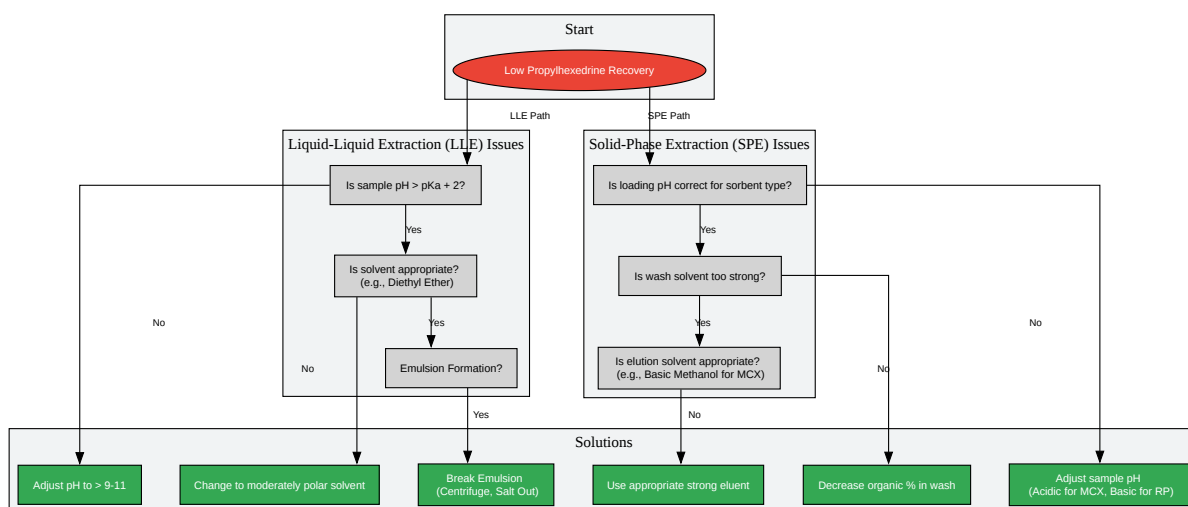 Start
Low Propylhexedrine Recovery
LLE Path
SPE Path
Liquid-Liquid Extraction (LLE) Issues
Solid-Phase Extraction (SPE) Issues
Is sample pH > pKa + 2?
Is loading pH correct for sorbent type?
Yes
Yes
Is solvent appropriate?
(e.g., Diethyl Ether)
Is wash solvent too strong?
No
Yes
Yes
No
Emulsion Formation?
Is elution solvent appropriate?
(e.g., Basic Methanol for MCX)
No
No
Yes
No
Solutions
Adjust pH to > 9-11
Change to moderately polar solvent
Break Emulsion
(Centrifuge, Salt Out)
Use appropriate strong eluent
Decrease organic % in wash
Adjust sample pH
(Acidic for MCX, Basic for RP)